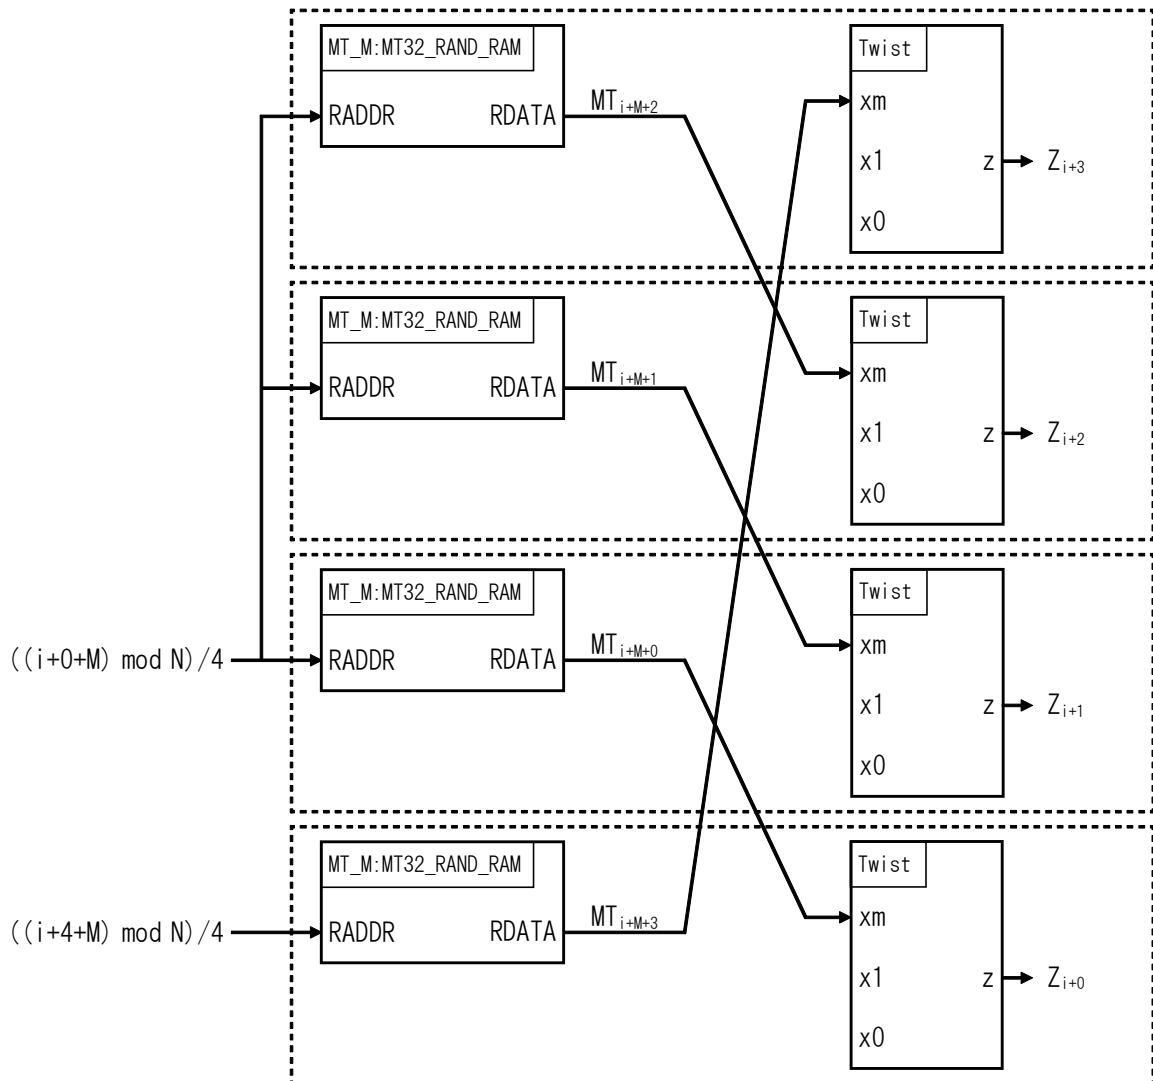 MT_M:MT32_RAND_RAM
RADDR RDATA
MTi+M+2
Twist
xm
x1 z
x0
Zi+3
MT_M:MT32_RAND_RAM
RADDR RDATA
MTi+M+1
Twist
xm
x1 z
x0
Zi+2
((i+0+M) mod N)/4
MT_M:MT32_RAND_RAM
RADDR RDATA
MTi+M+0
Twist
xm
x1 z
x0
Zi+1
((i+4+M) mod N)/4
MT_M:MT32_RAND_RAM
RADDR RDATA
MTi+M+3
Twist
xm
x1 z
x0
Zi+0